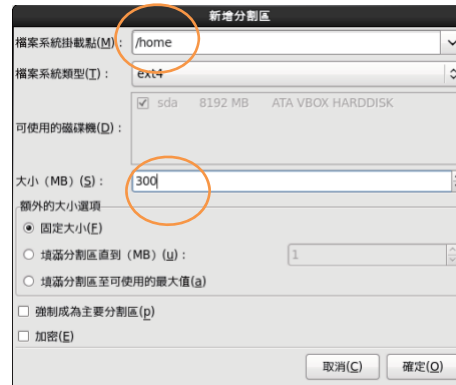 新增分割區
檔案系統掛載點(M)： /home
檔案系統類型(T)： ext4
sda 8192 MB ATA VBOX HARDDISK
可使用的磁碟機(D)：
大小（MB）(S)： 300
額外的大小選項
固定大小(F)
填滿分割區直到（MB）(u)： 1
填滿分割區至可使用的最大值(a)
強制成為主要分割區(p)
加密(E)
取消(C) 確定(O)